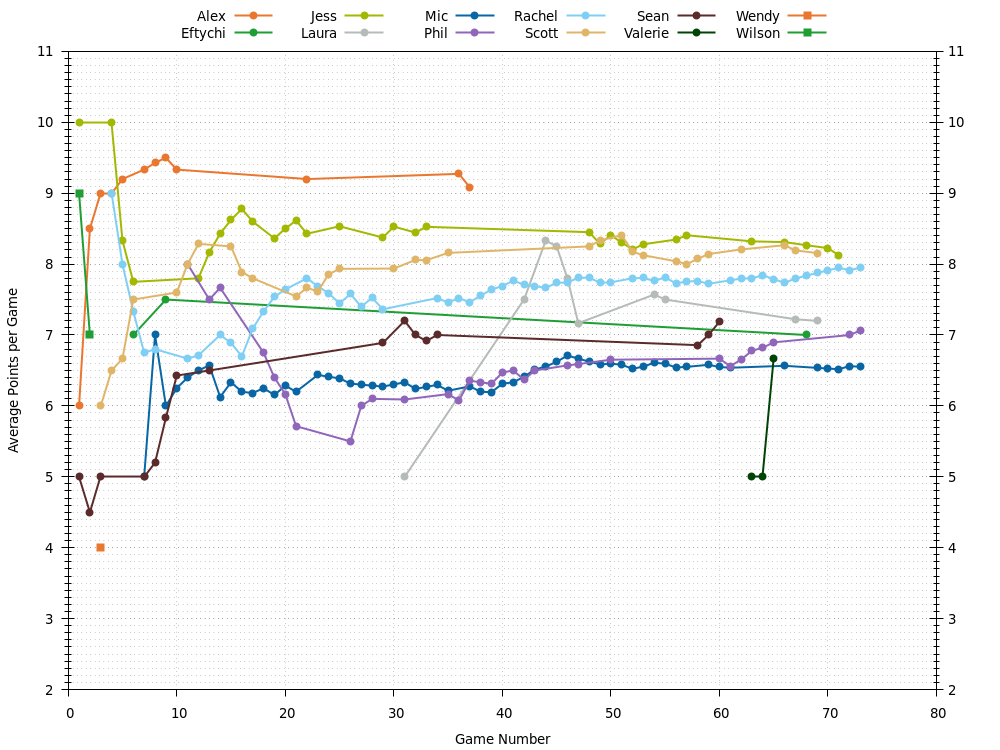 Alex Jess Mic Rachel Sean Wendy
Eftychi Laura Phil Scott Valerie Wilson
11 11
10 10
9 9
8 8
7 7
6 6
5 5
4 4
3 3
2 2
Average Points per Game
0 10 20 30 40 50 60 70 80
Game Number